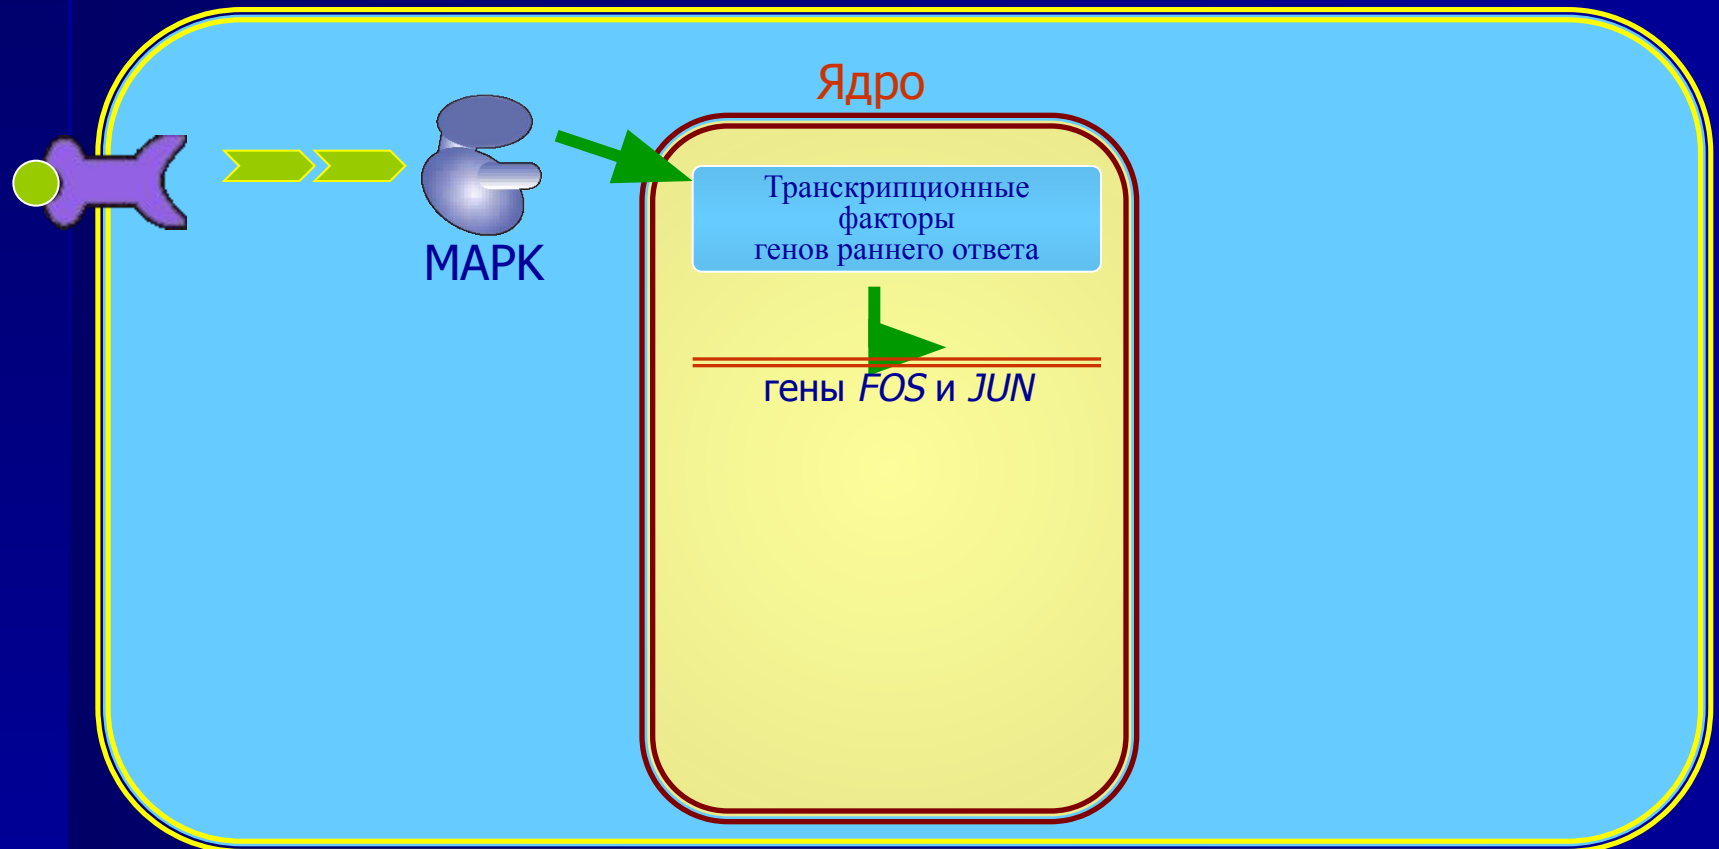 Ядро
Транскрипционные
факторы
генов раннего ответа
МАРК
гены FOS и JUN